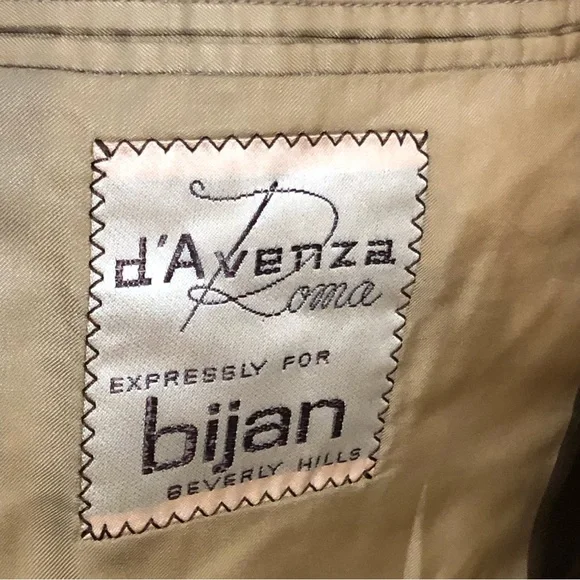 d'Avenza
Roma
EXPRESSLY FOR
bijan
BEVERLY HILLS